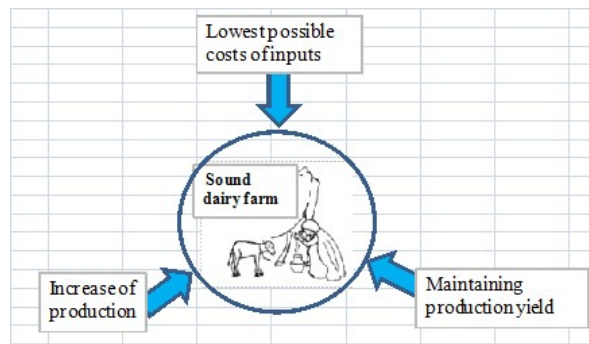 Lowest possible
costs of inputs
Sound
dairy farm
Increase of
production
Maintaining
production yield